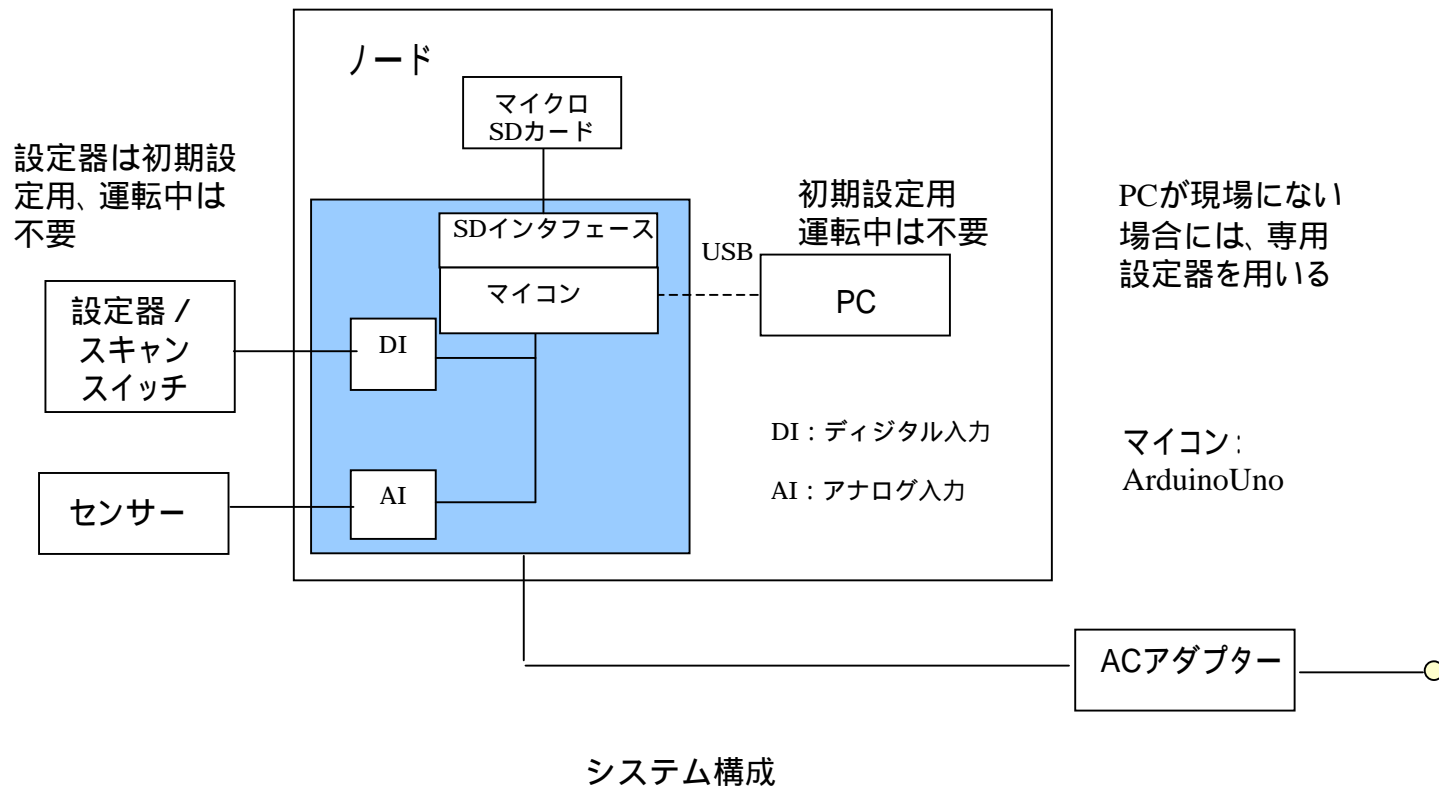 ノード
マイクロ
SDカード
設定器は初期設
定用、運転中は
不要
初期設定用
運転中は不要
PCが現場にない
場合には、専用
設定器を用いる
SDインタフェース
USB
マイコン
PC
設定器/
スキャン
スイッチ
DI
DI:ディジタル入力
マイコン:
ArduinoUno
センサー
AI
AI:アナログ入力
ACアダプター
システム構成